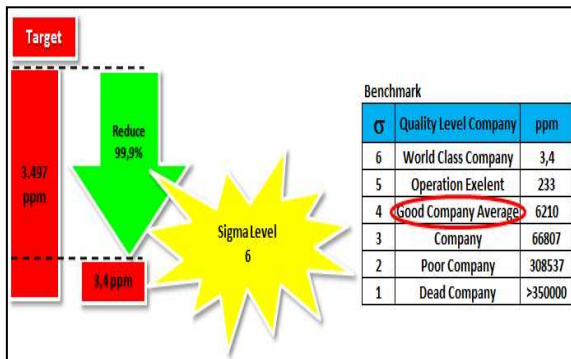 Target
3.497
ppm
Reduce
99,9%
3,4 ppm
Sigma Level
6
Benchmark
σ Quality Level Company ppm
6 World Class Company 3,4
5 Operation Exelent 233
4 Good Company Average 6210
3 Company 66807
2 Poor Company 308537
1 Dead Company >350000